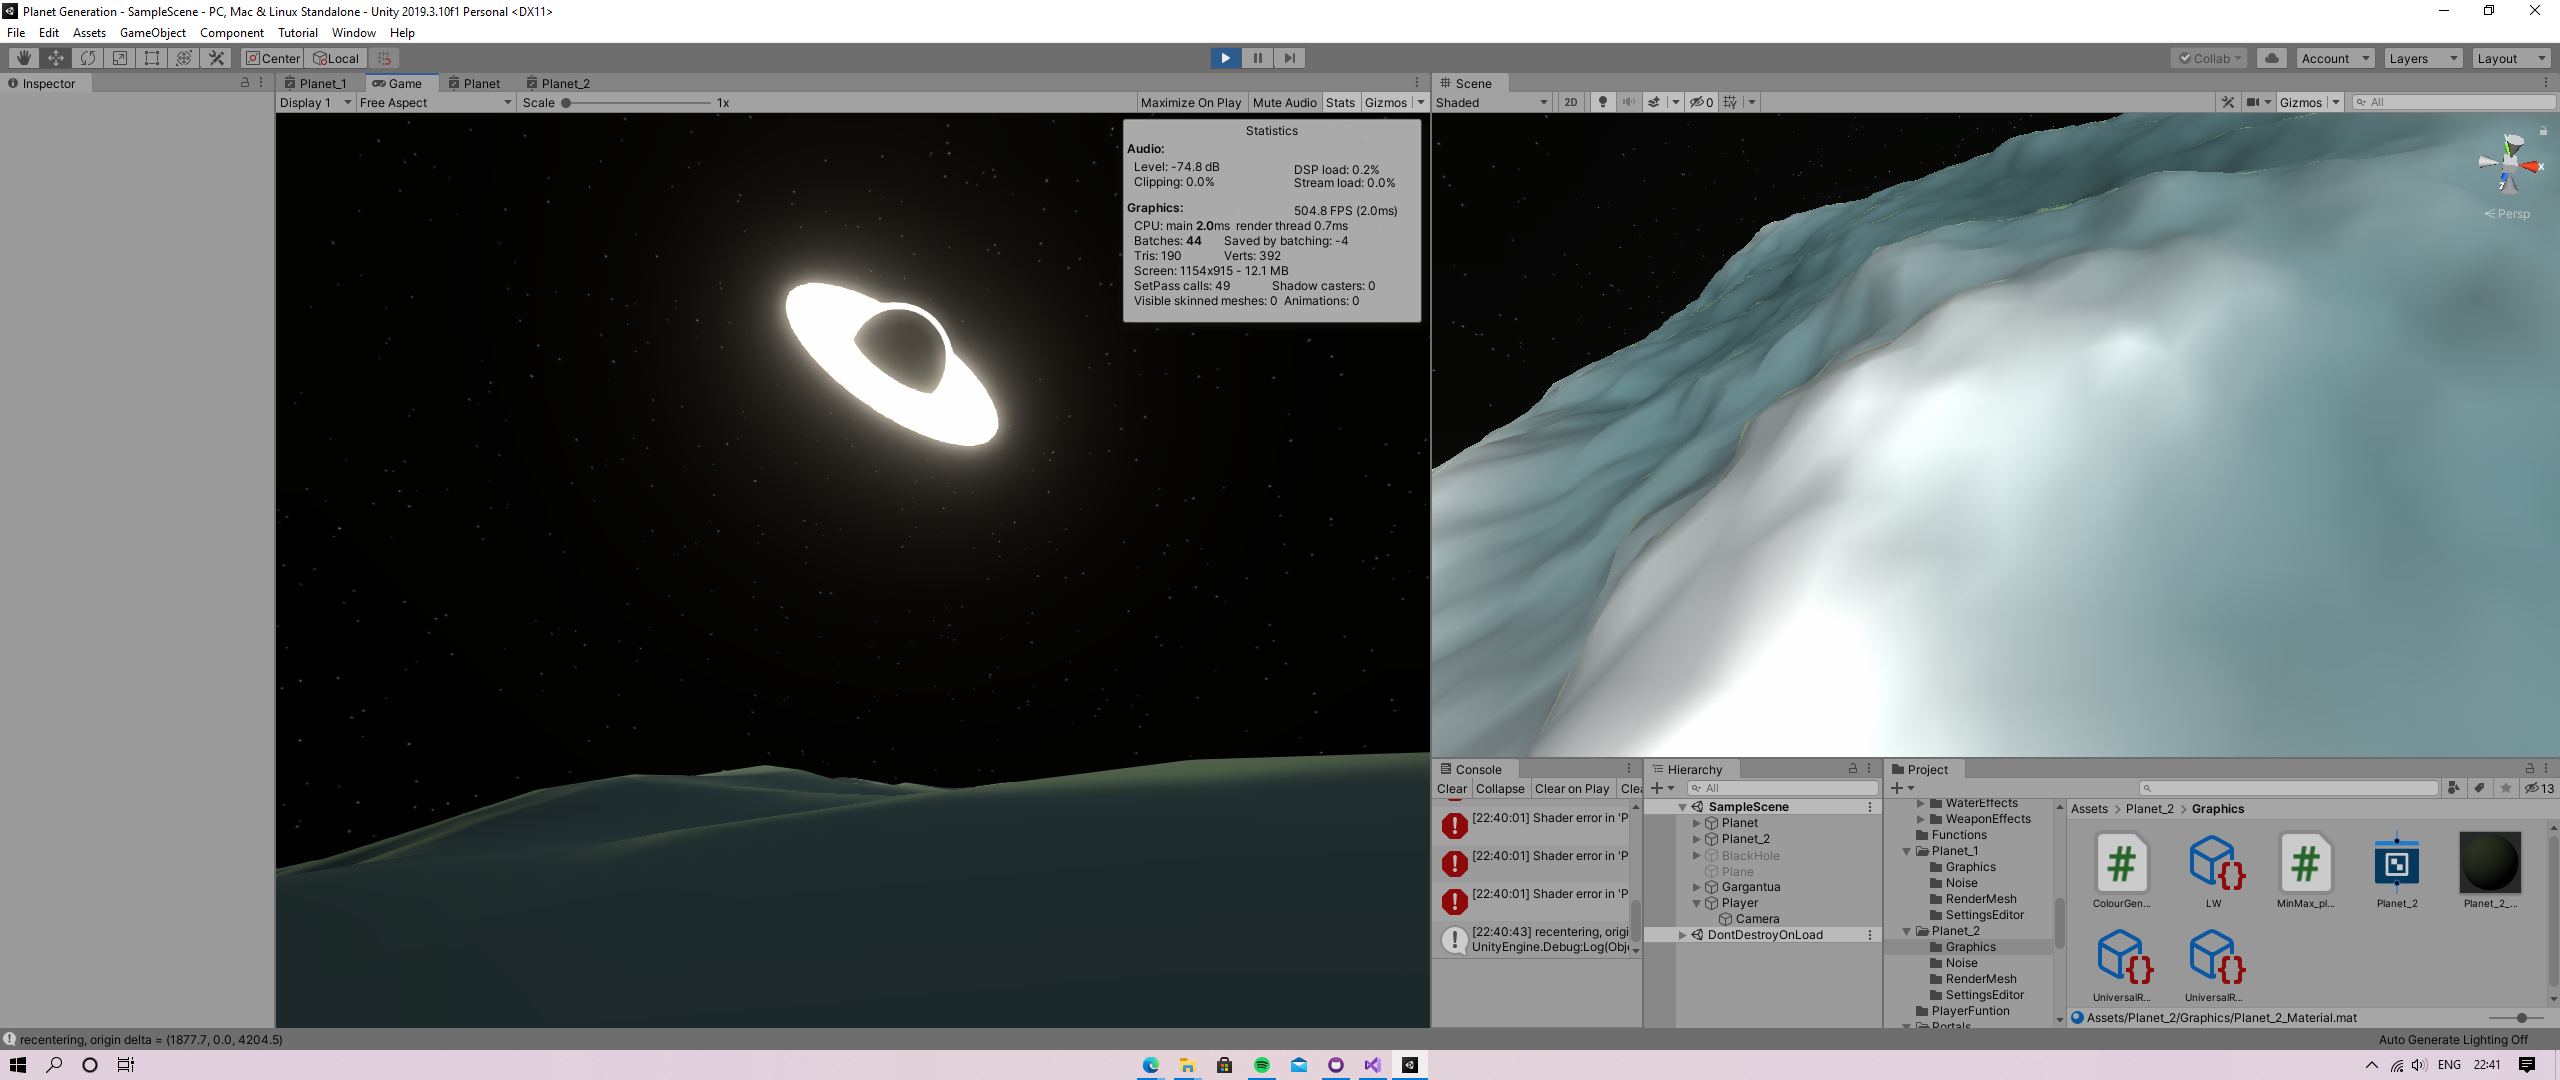 Planet Generation - SampleScene - PC, Mac & Linux Standalone - Unity 2019.3.10f1 Personal <DX11>
File Edit Assets GameObject Component Tutorial Window Help
Center Local Collab Account Layers Layout
Inspector
Planet_1 Game Planet Planet_2
Display 1 Free Aspect Scale 1x Maximize On Play Mute Audio Stats Gizmos
Statistics
Audio:
Level: -74.8 dB DSP load: 0.2%
Clipping: 0.0% Stream load: 0.0%
Graphics: 504.8 FPS (2.0ms)
CPU: main 2.0ms render thread 0.7ms
Batches: 44 Saved by batching: -4
Tris: 190 Verts: 392
Screen: 1154x915 - 12.1 MB
SetPass calls: 49 Shadow casters: 0
Visible skinned meshes: 0 Animations: 0
Scene
Shaded 2D 0 Gizmos All
Y
X
Z
Persp
Console
Clear Collapse Clear on Play Clea
[22:40:01] Shader error in 'P
[22:40:01] Shader error in 'P
[22:40:01] Shader error in 'P
[22:40:43] recentering, origi
UnityEngine.Debug:Log(Obje
Hierarchy
All
SampleScene
Planet
Planet_2
BlackHole
Plane
Gargantua
Player
Camera
DontDestroyOnLoad
Project
13
WaterEffects
WeaponEffects
Functions
Planet_1
Graphics
Noise
RenderMesh
SettingsEditor
Planet_2
Graphics
Noise
RenderMesh
SettingsEditor
PlayerFuntion
Portals
Assets > Planet_2 > Graphics
ColourGen... LW MinMax_pl... Planet_2 Planet_2_...
UniversalR... UniversalR...
Assets/Planet_2/Graphics/Planet_2_Material.mat
recentering, origin delta = (1877.7, 0.0, 4204.5)
Auto Generate Lighting Off
ENG 22:41